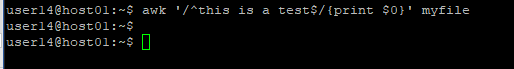 user14@host01:~$ awk '/^this is a test$/{print $0}' myfile
user14@host01:~$
user14@host01:~$